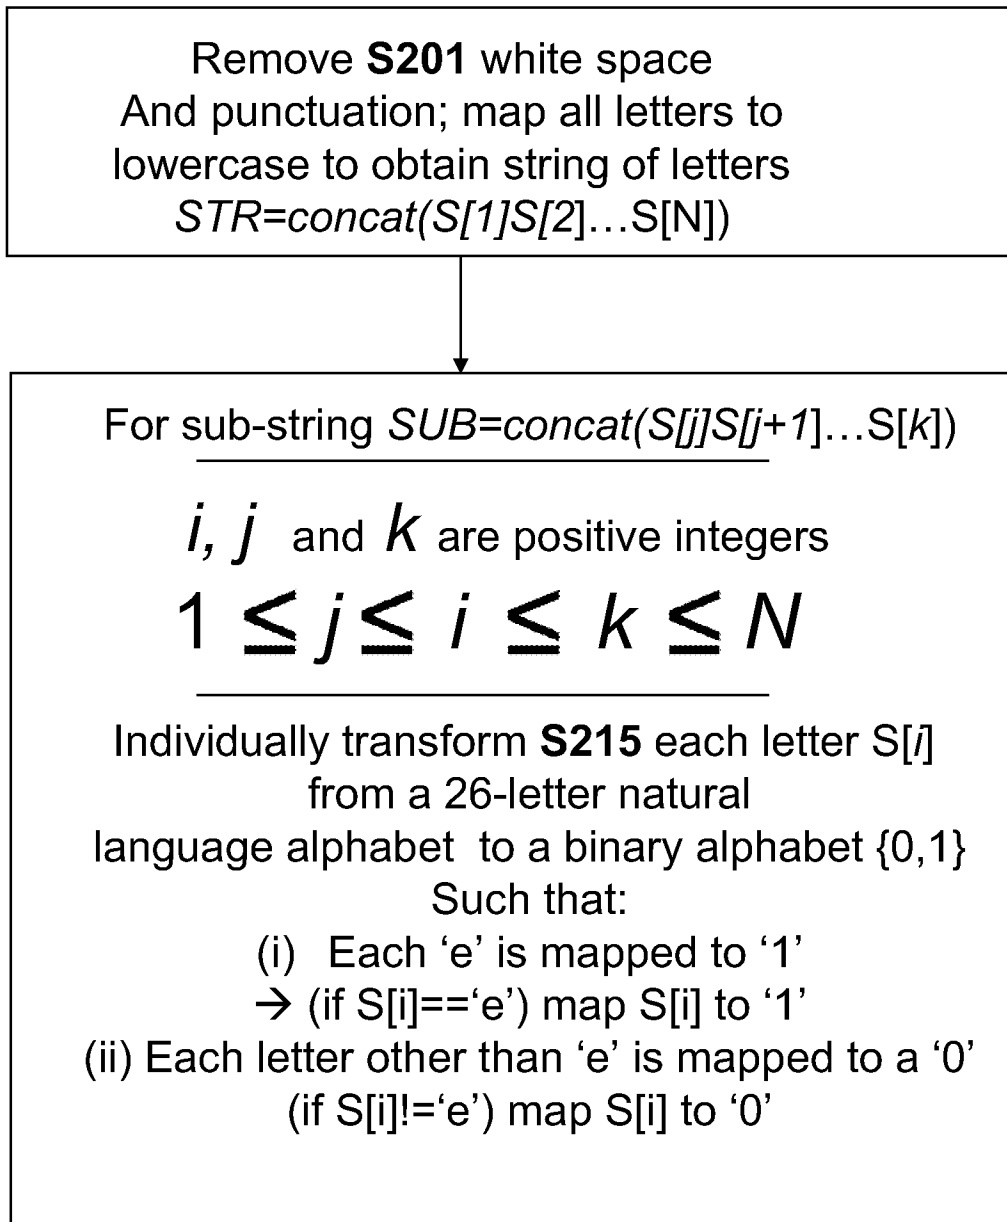 Remove S201 white space
And punctuation; map all letters to
lowercase to obtain string of letters
STR=concat(S[1]S[2]…S[N])
For sub-string SUB=concat(S[j]S[j+1]…S[k])
i, j and k are positive integers
1 ≤ j ≤ i ≤ k ≤ N
Individually transform S215 each letter S[i]
from a 26-letter natural
language alphabet to a binary alphabet {0,1}
Such that:
(i) Each ‘e’ is mapped to ‘1’
→ (if S[i]==‘e’) map S[i] to ‘1’
(ii) Each letter other than ‘e’ is mapped to a ‘0’
(if S[i]!=‘e’) map S[i] to ‘0’